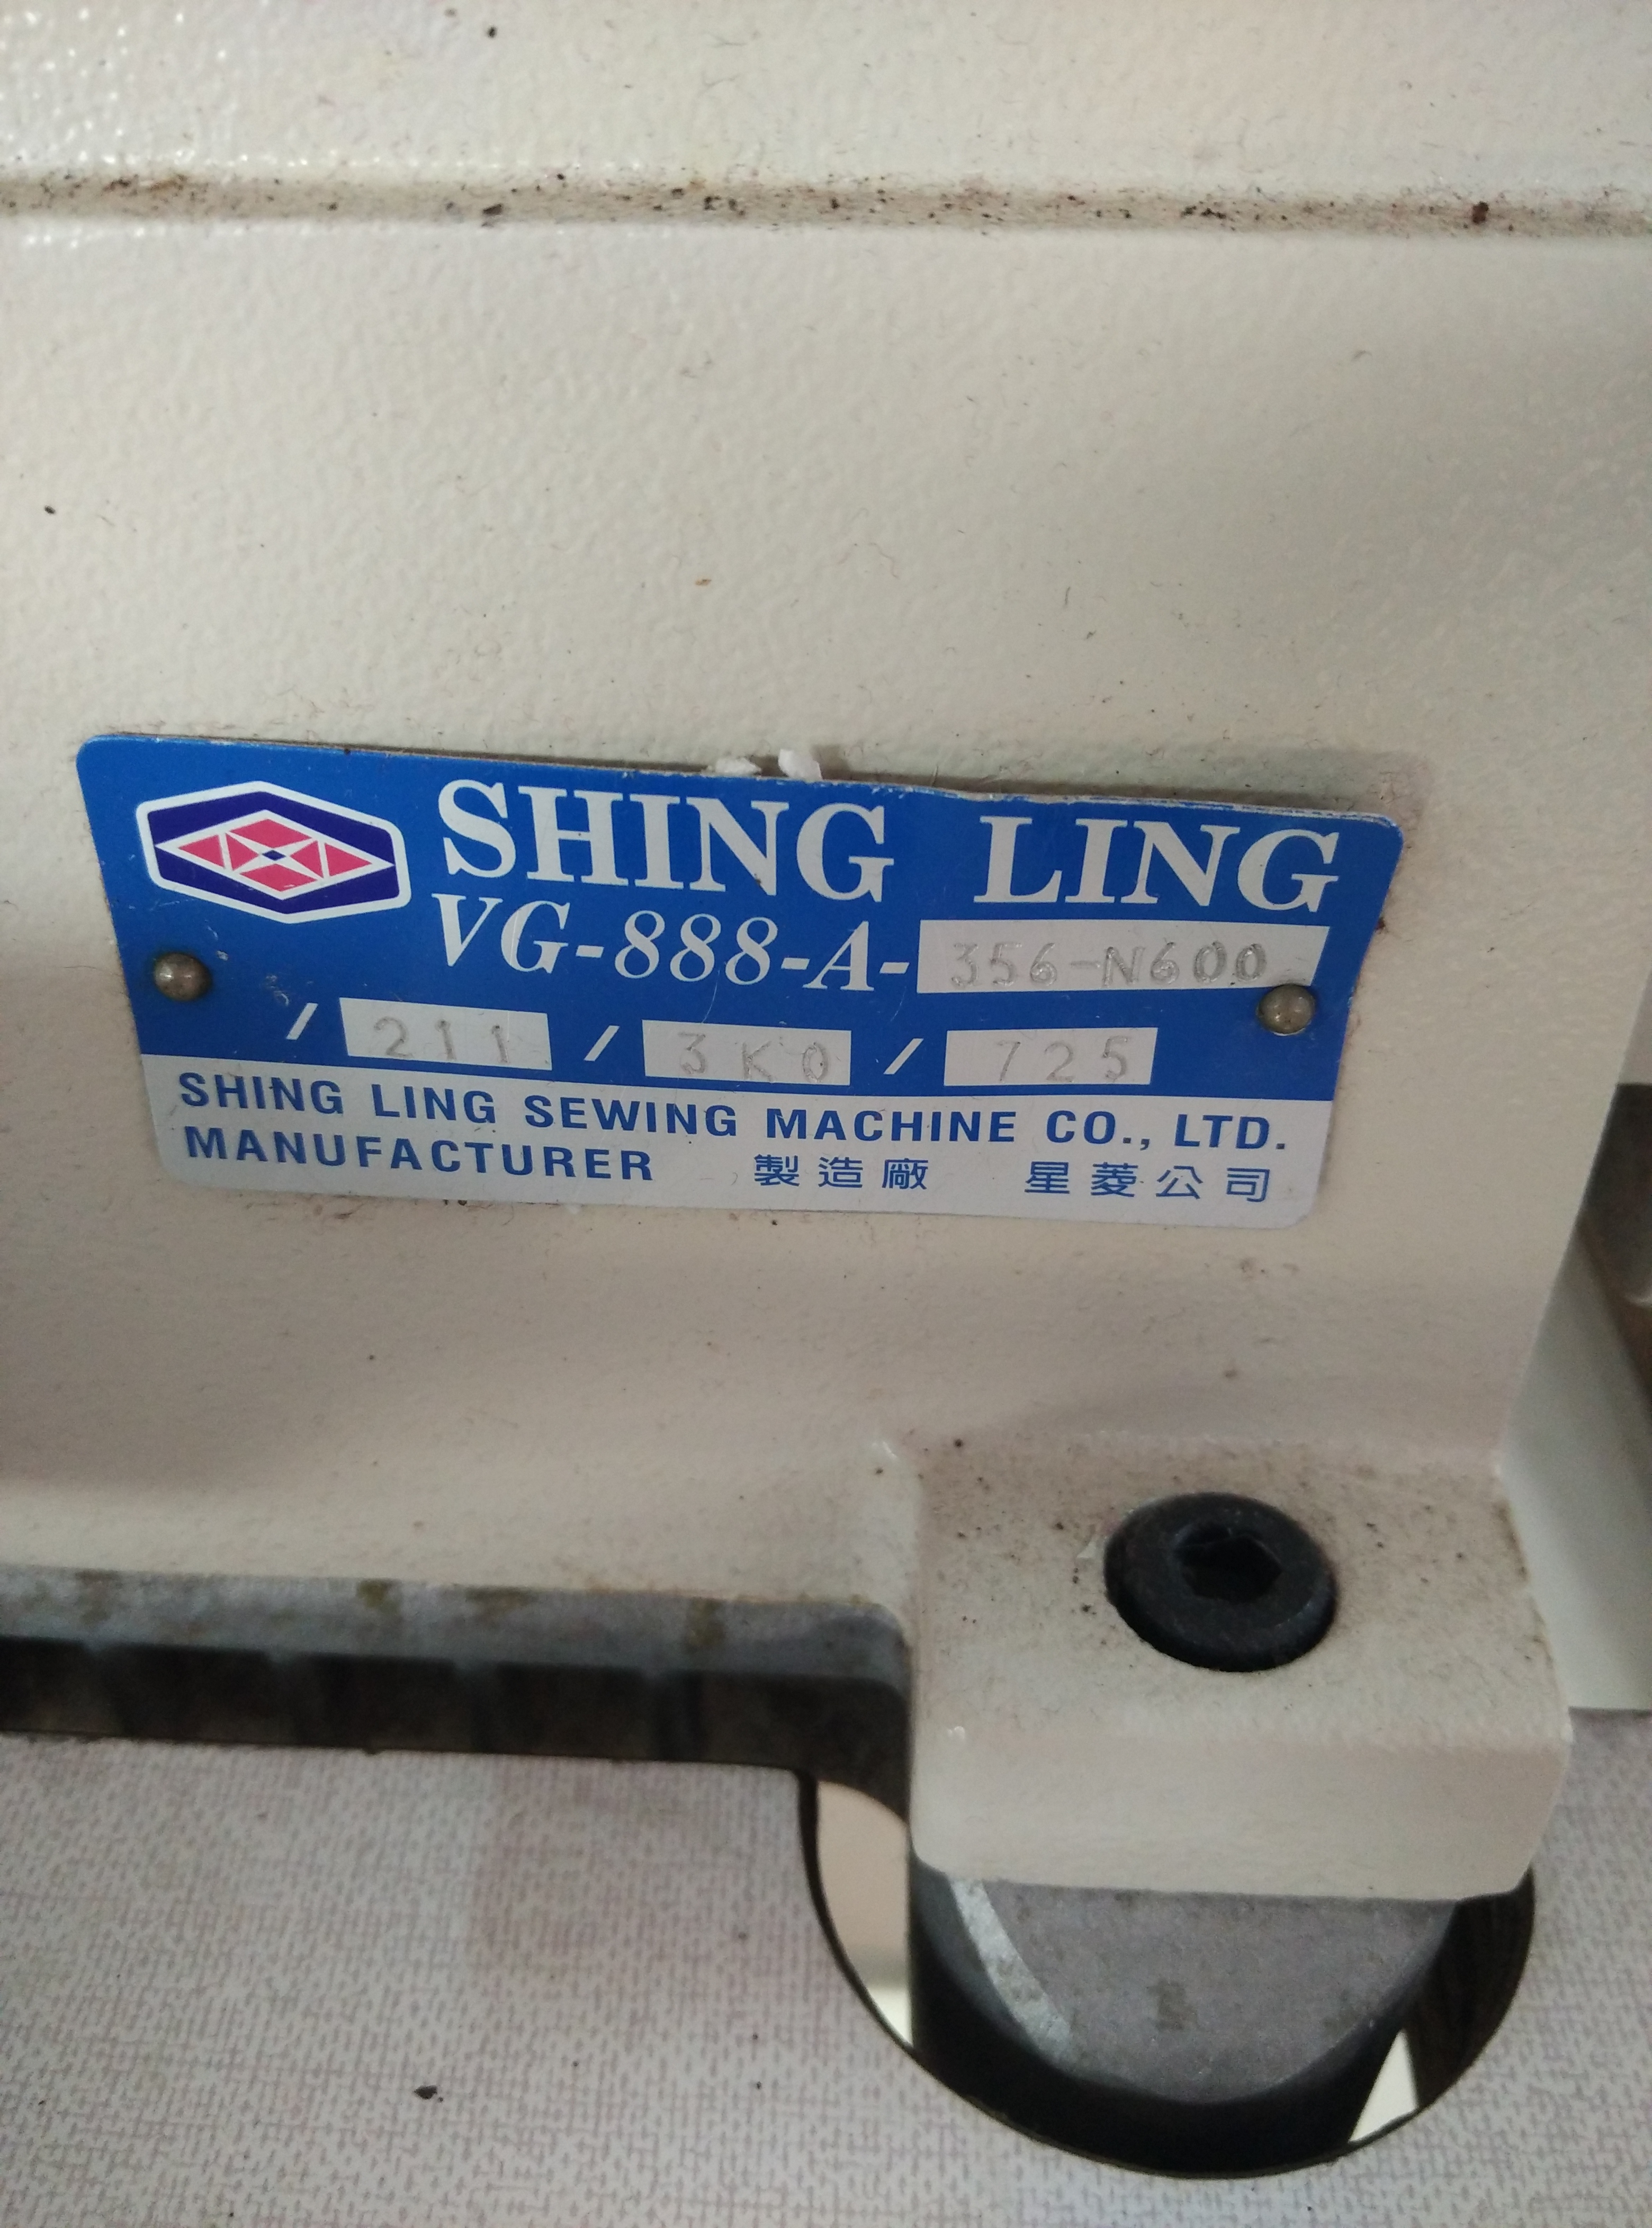 SHING LING
VG-888-A-356-N600
/ 211 / 3K0 / 725
SHING LING SEWING MACHINE CO., LTD.
MANUFACTURER 製造廠 星菱公司